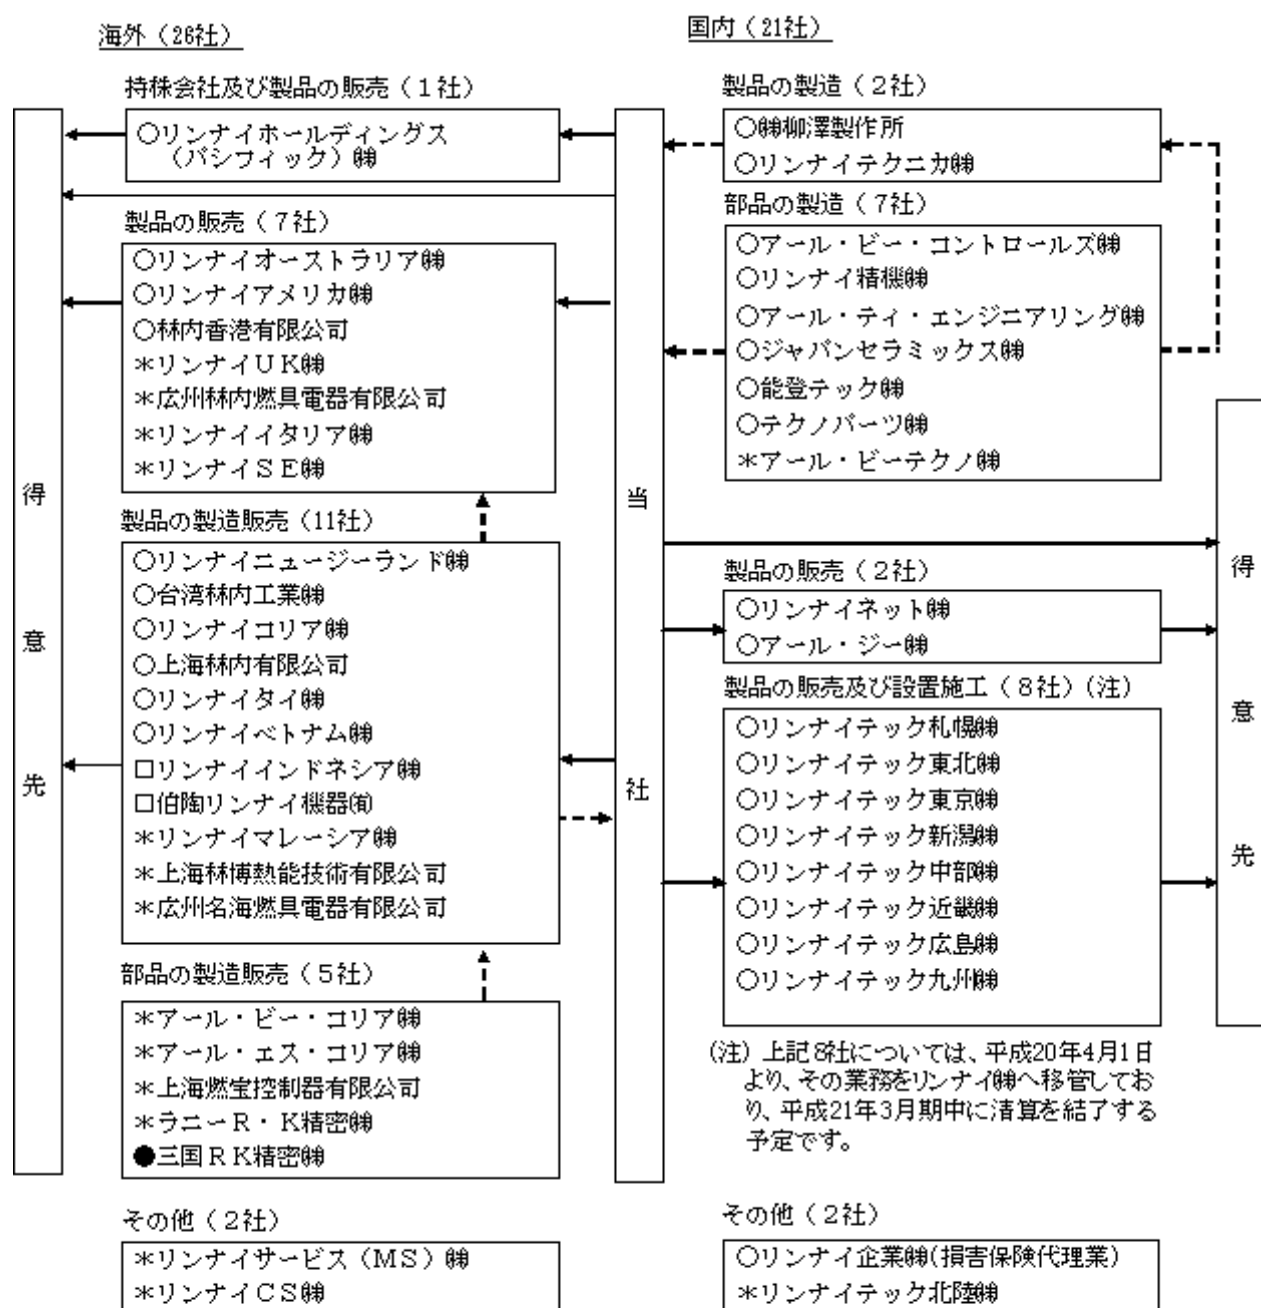 海外（26社）
持株会社及び製品の販売（１社）
○リンナイホールディングス
（パシフィック）㈱
製品の販売（７社）
○リンナイオーストラリア㈱
○リンナイアメリカ㈱
○林内香港有限公司
＊リンナイＵＫ㈱
＊広州林内燃具電器有限公司
＊リンナイイタリア㈱
＊リンナイＳＥ㈱
製品の製造販売（11社）
○リンナイニュージーランド㈱
○台湾林内工業㈱
○リンナイコリア㈱
○上海林内有限公司
○リンナイタイ㈱
○リンナイベトナム㈱
□リンナイインドネシア㈱
□伯陶リンナイ機器㈲
＊リンナイマレーシア㈱
＊上海林博熱能技術有限公司
＊広州名海燃具電器有限公司
部品の製造販売（５社）
＊アール・ビー・コリア㈱
＊アール・エス・コリア㈱
＊上海燃宝控制器有限公司
＊ラニーＲ・Ｋ精密㈱
●三国ＲＫ精密㈱
その他（２社）
＊リンナイサービス（ＭＳ）㈱
＊リンナイＣＳ㈱
得意先
当社
国内（21社）
製品の製造（２社）
○㈱柳澤製作所
○リンナイテクニカ㈱
部品の製造（７社）
○アール・ビー・コントロールズ㈱
○リンナイ精機㈱
○アール・ティ・エンジニアリング㈱
○ジャパンセラミックス㈱
○能登テック㈱
○テクノパーツ㈱
＊アール・ビーテクノ㈱
製品の販売（２社）
○リンナイネット㈱
○アール・ジー㈱
製品の販売及び設置施工（８社）(注)
○リンナイテック札幌㈱
○リンナイテック東北㈱
○リンナイテック東京㈱
○リンナイテック新潟㈱
○リンナイテック中部㈱
○リンナイテック近畿㈱
○リンナイテック広島㈱
○リンナイテック九州㈱
(注) 上記8社については、平成20年4月1日
より、その業務をリンナイ㈱へ移管してお
り、平成21年3月期中に清算を結了する
予定です。
その他（２社）
○リンナイ企業㈱(損害保険代理業)
＊リンナイテック北陸㈱
得意先